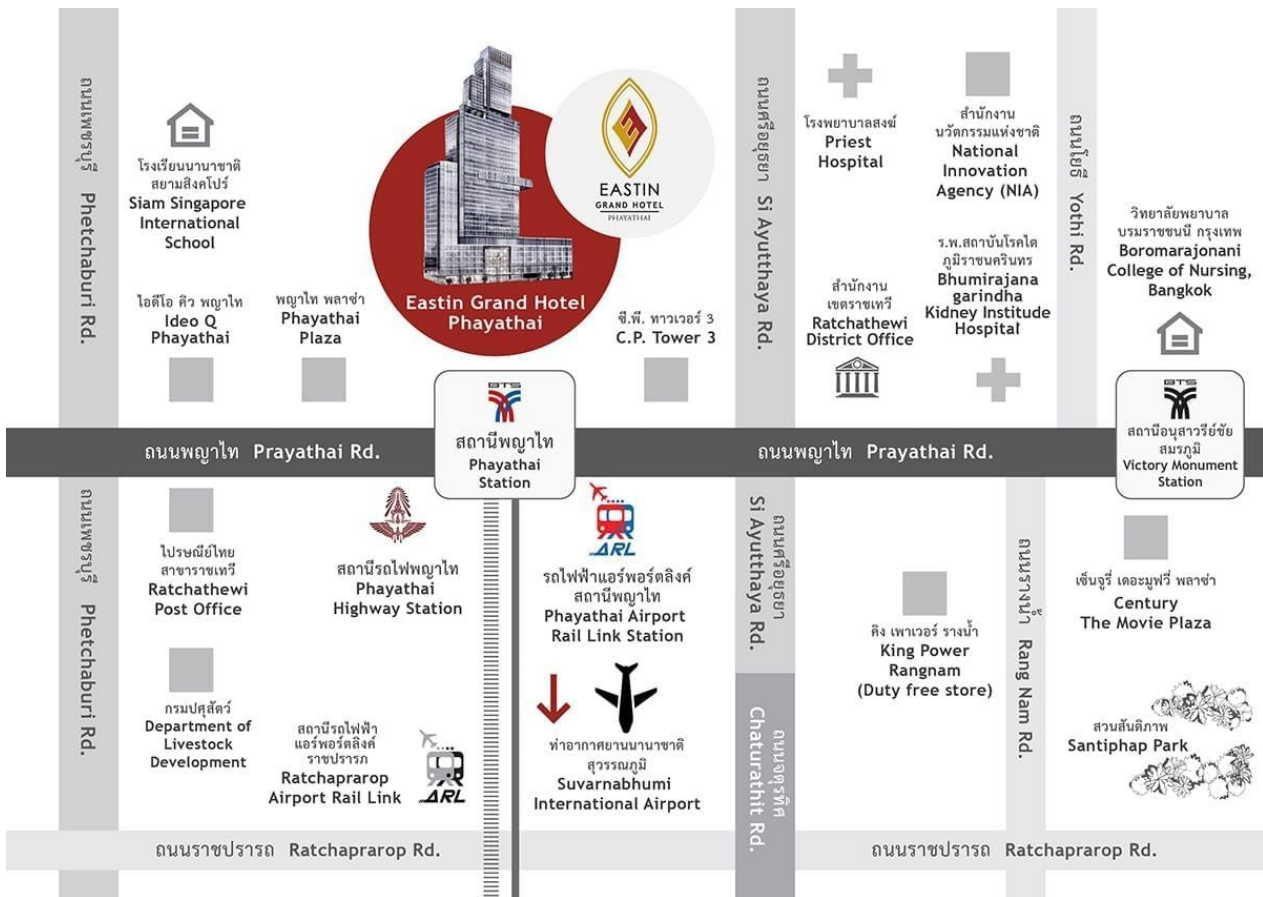 ถนนเพชรบุรี Phetchaburi Rd.
โรงเรียนนานาชาติ
สยามสิงคโปร์
Siam Singapore
International
School
ไอดีโอ คิว พญาไท
Ideo Q
Phayathai
พญาไท พลาซ่า
Phayathai
Plaza
Eastin Grand Hotel
Phayathai
EASTIN
GRAND HOTEL
PHAYATHAI
ซี.พี. ทาวเวอร์ 3
C.P. Tower 3
ถนนศรีอยุธยา Si Ayutthaya Rd.
โรงพยาบาลสงฆ์
Priest
Hospital
สำนักงาน
นวัตกรรมแห่งชาติ
National
Innovation
Agency (NIA)
สำนักงาน
เขตราชเทวี
Ratchathewi
District Office
ร.พ.สถาบันโรคไต
ภูมิราชนครินทร
Bhumirajana
garindha
Kidney Institude
Hospital
ถนนโยธี Yothi Rd.
วิทยาลัยพยาบาล
บรมราชชนนี กรุงเทพ
Boromarajonani
College of Nursing,
Bangkok
ถนนพญาไท Prayathai Rd.
BTS
สถานีพญาไท
Phayathai
Station
ถนนพญาไท Prayathai Rd.
BTS
สถานีอนุสาวรีย์ชัย
สมรภูมิ
Victory Monument
Station
ถนนเพชรบุรี Phetchaburi Rd.
ไปรษณีย์ไทย
สาขาราชเทวี
Ratchathewi
Post Office
สถานีรถไฟพญาไท
Phayathai
Highway Station
ARL
รถไฟฟ้าแอร์พอร์ตลิงค์
สถานีพญาไท
Phayathai Airport
Rail Link Station
ถนนศรีอยุธยา
Si Ayutthaya Rd.
คิง เพาเวอร์ รางน้ำ
King Power
Rangnam
(Duty free store)
ถนนรางน้ำ Rang Nam Rd.
เซ็นจูรี่ เดอะมูฟวี่ พลาซ่า
Century
The Movie Plaza
กรมปศุสัตว์
Department of
Livestock
Development
สถานีรถไฟฟ้า
แอร์พอร์ตลิงค์
ราชปรารภ
Ratchaprarop
Airport Rail Link
ARL
ท่าอากาศยานนานาชาติ
สุวรรณภูมิ
Suvarnabhumi
International Airport
ถนนจตุรทิศ
Chaturathit Rd.
สวนสันติภาพ
Santiphap Park
ถนนราชปรารถ Ratchaprarop Rd.
ถนนราชปรารถ Ratchaprarop Rd.